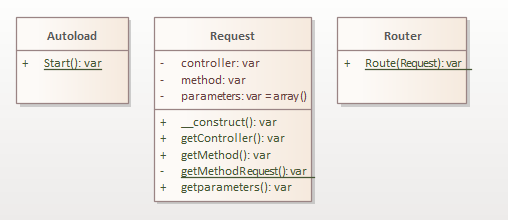 Autoload
+ Start(): var
Request
- controller: var
- method: var
- parameters: var = array()
+ __construct(): var
+ getController(): var
+ getMethod(): var
- getMethodRequest(): var
+ getparameters(): var
Router
+ Route(Request): var